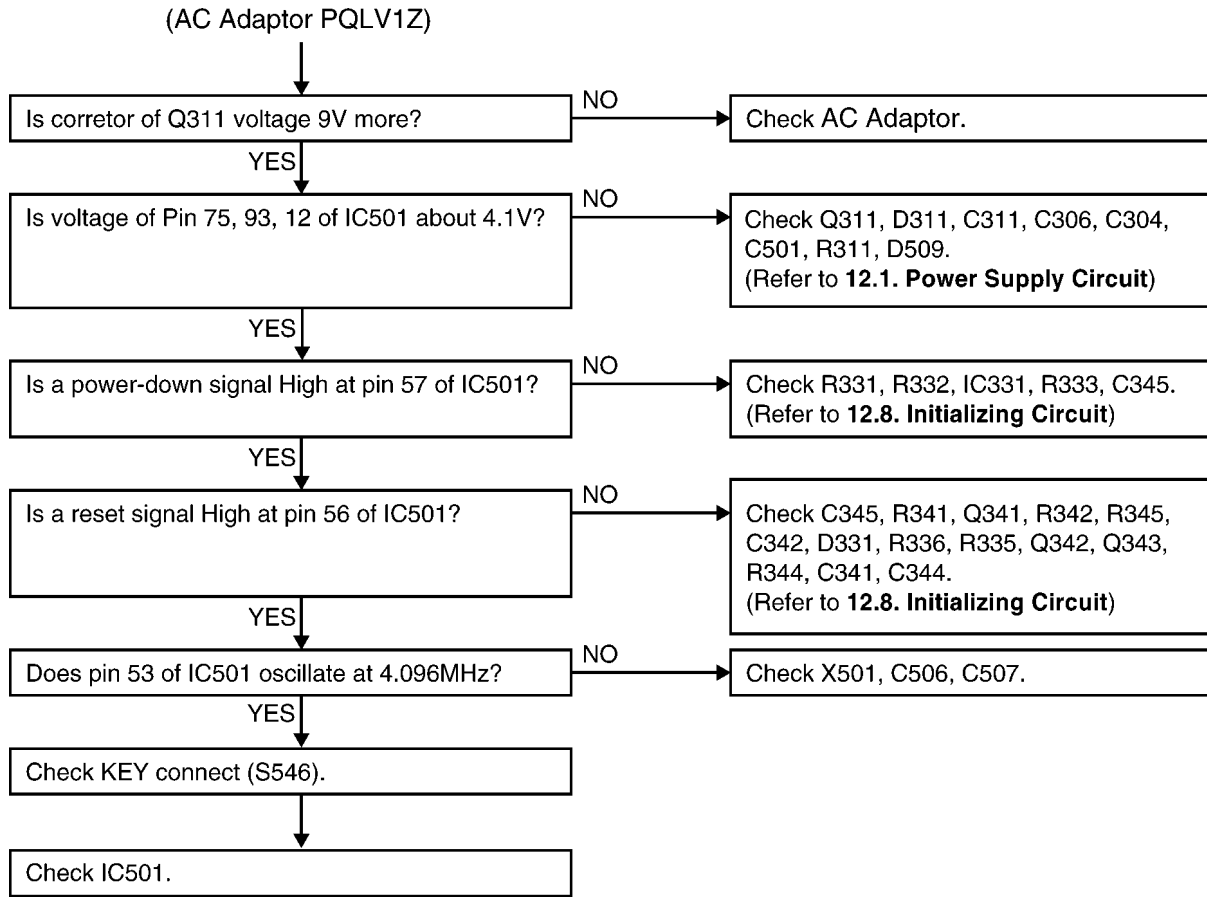 (AC Adaptor PQLV1Z)
Is corretor of Q311 voltage 9V more?
NO
Check AC Adaptor.
YES
Is voltage of Pin 75, 93, 12 of IC501 about 4.1V?
NO
Check Q311, D311, C311, C306, C304,
C501, R311, D509.
(Refer to 12.1. Power Supply Circuit)
YES
Is a power-down signal High at pin 57 of IC501?
NO
Check R331, R332, IC331, R333, C345.
(Refer to 12.8. Initializing Circuit)
YES
Is a reset signal High at pin 56 of IC501?
NO
Check C345, R341, Q341, R342, R345,
C342, D331, R336, R335, Q342, Q343,
R344, C341, C344.
(Refer to 12.8. Initializing Circuit)
YES
Does pin 53 of IC501 oscillate at 4.096MHz?
NO
Check X501, C506, C507.
YES
Check KEY connect (S546).
Check IC501.